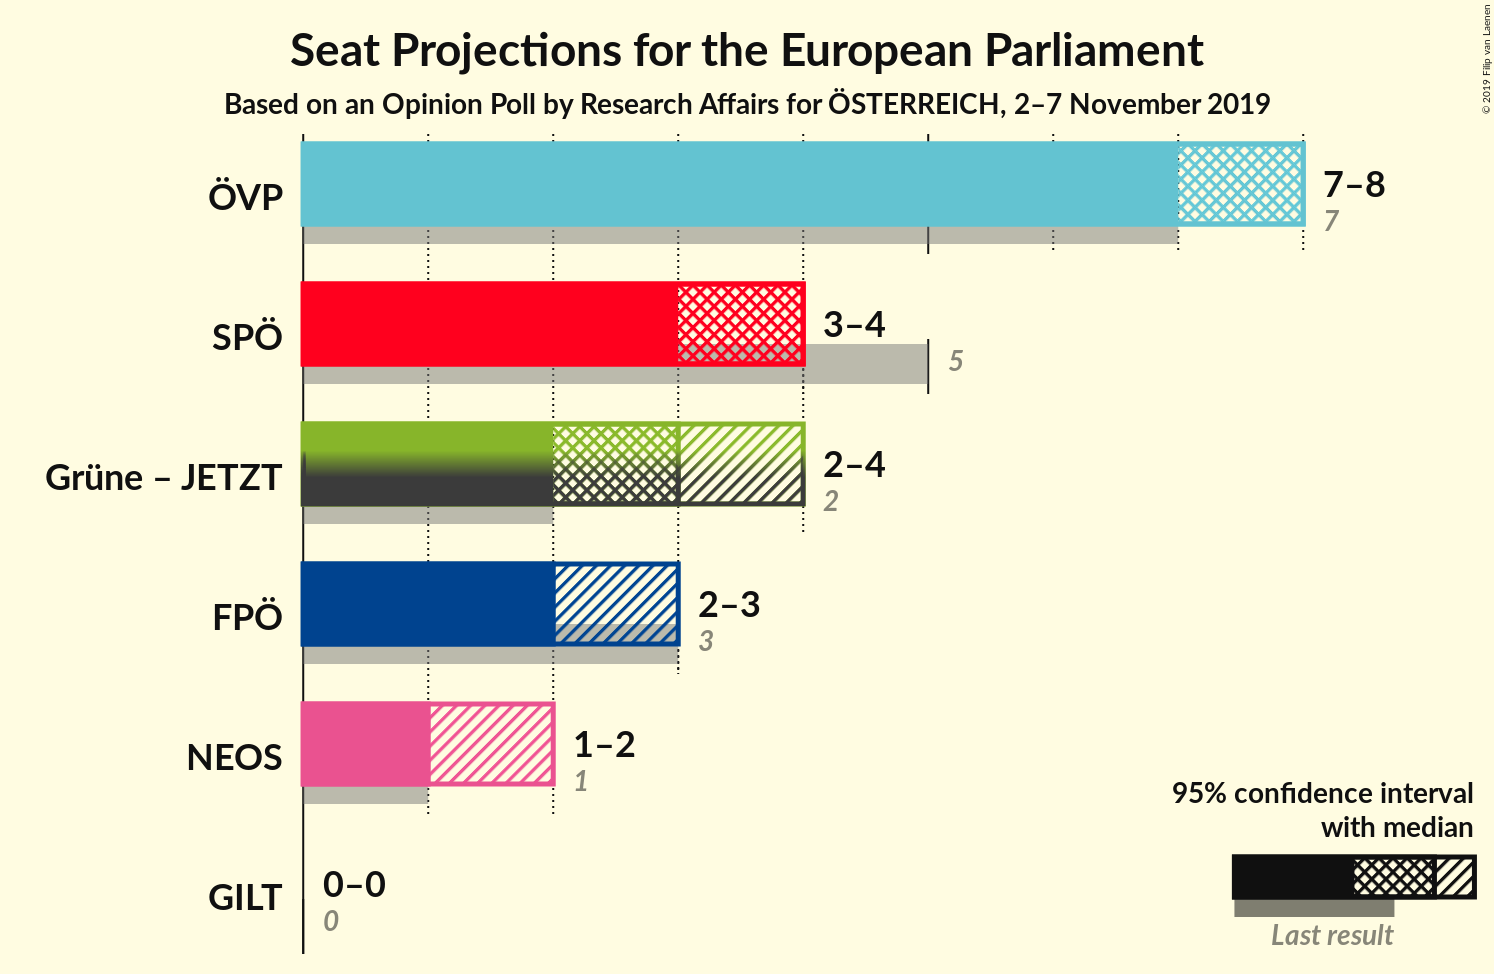 Seat Projections for the European Parliament
Based on an Opinion Poll by Research Affairs for ÖSTERREICH, 2–7 November 2019
© 2019 Filip van Laenen
ÖVP
7–8
7
SPÖ
3–4
5
Grüne – JETZT
2–4
2
FPÖ
2–3
3
NEOS
1–2
1
GILT
0–0
0
95% confidence interval
with median
Last result